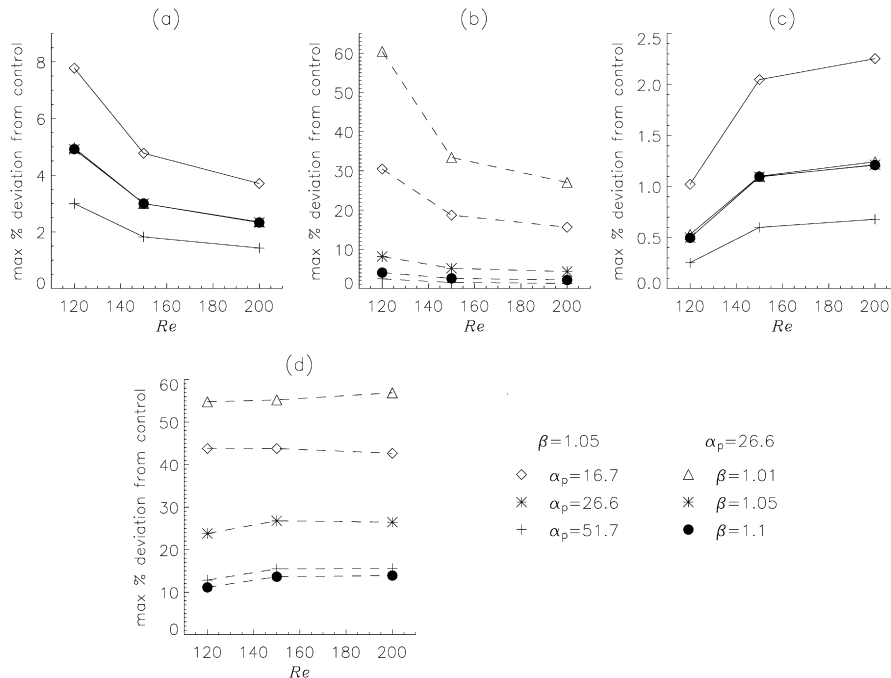 (a)
max % deviation from control
8
6
4
2
0
120 140 160 180 200
Re
(b)
max % deviation from control
60
50
40
30
20
10
0
120 140 160 180 200
Re
(c)
max % deviation from control
2.5
2.0
1.5
1.0
0.5
0.0
120 140 160 180 200
Re
(d)
max % deviation from control
60
50
40
30
20
10
0
120 140 160 180 200
Re
β=1.05 αp=26.6
αp=16.7 β=1.01
αp=26.6 β=1.05
αp=51.7 β=1.1